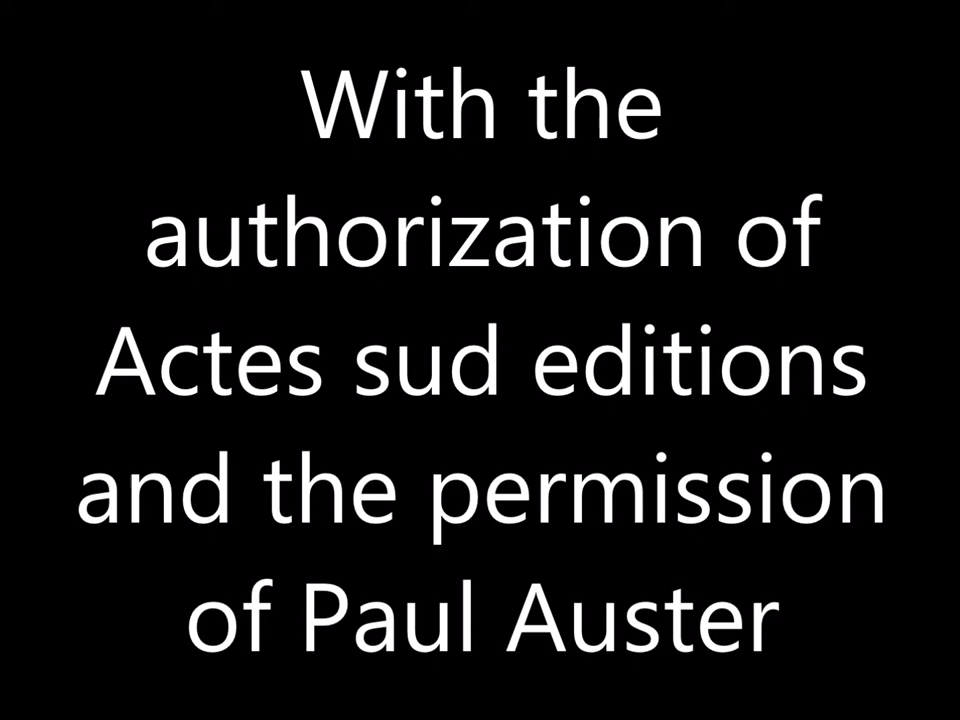 With the
authorization of
Actes sud editions
and the permission
of Paul Auster